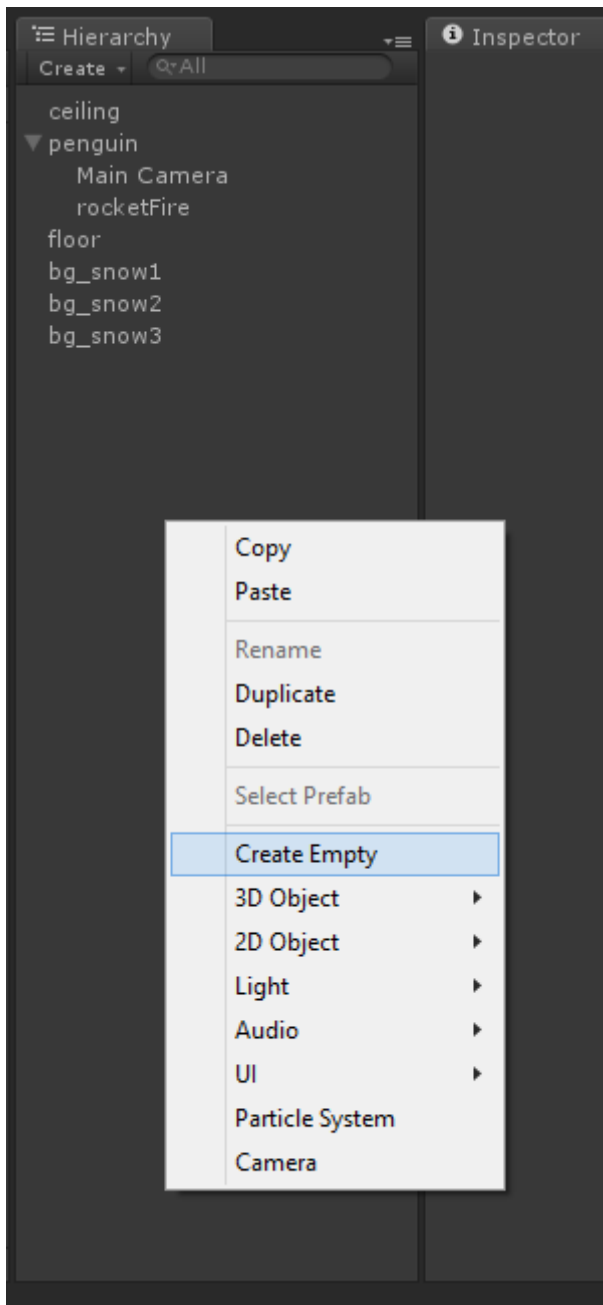 Hierarchy
Inspector
Create
All
ceiling
penguin
Main Camera
rocketFire
floor
bg_snow1
bg_snow2
bg_snow3
Copy
Paste
Rename
Duplicate
Delete
Select Prefab
Create Empty
3D Object
2D Object
Light
Audio
UI
Particle System
Camera